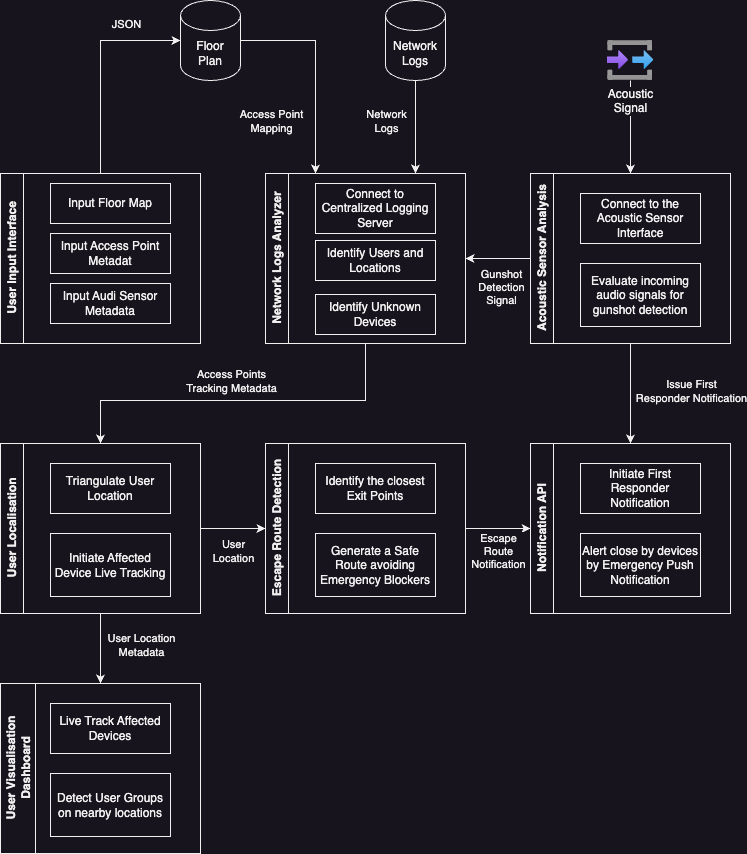 JSON
Floor
Plan
Network
Logs
Acoustic
Signal
Access Point
Mapping
Network
Logs
User Input Interface
Input Floor Map
Input Access Point
Metadat
Input Audi Sensor
Metadata
Network Logs Analyzer
Connect to
Centralized Logging
Server
Identify Users and
Locations
Identify Unknown
Devices
Gunshot
Detection
Signal
Acoustic Sensor Analysis
Connect to the
Acoustic Sensor
Interface
Evaluate incoming
audio signals for
gunshot detection
Access Points
Tracking Metadata
Issue First
Responder Notification
User Localisation
Triangulate User
Location
Initiate Affected
Device Live Tracking
User
Location
Escape Route Detection
Identify the closest
Exit Points
Generate a Safe
Route avoiding
Emergency Blockers
Escape
Route
Notification
Notification API
Initiate First
Responder
Notification
Alert close by devices
by Emergency Push
Notification
User Location
Metadata
User Visualisation
Dashboard
Live Track Affected
Devices
Detect User Groups
on nearby locations